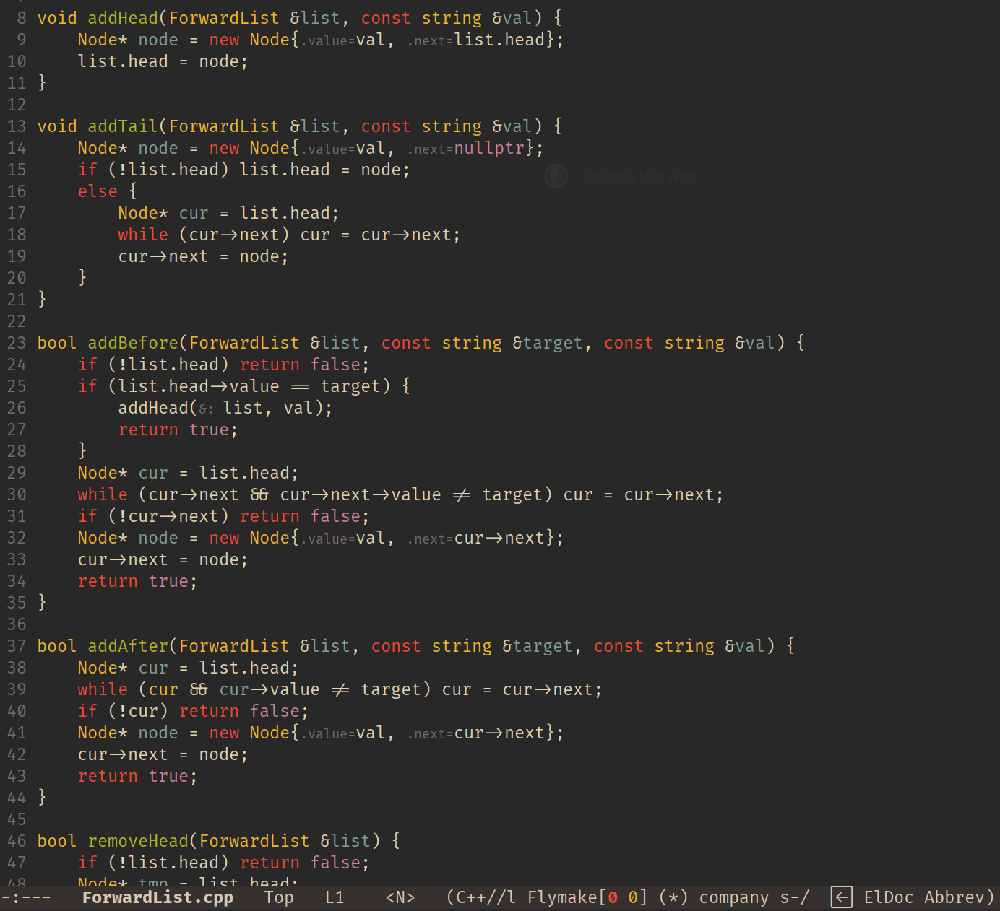 8 void addHead(ForwardList &list, const string &val) {
9     Node* node = new Node{.value=val, .next=list.head};
10     list.head = node;
11 }
12
13 void addTail(ForwardList &list, const string &val) {
14     Node* node = new Node{.value=val, .next=nullptr};
15     if (!list.head) list.head = node;
Search the web
16     else {
17         Node* cur = list.head;
18         while (cur->next) cur = cur->next;
19         cur->next = node;
20     }
21 }
22
23 bool addBefore(ForwardList &list, const string &target, const string &val) {
24     if (!list.head) return false;
25     if (list.head->value == target) {
26         addHead(&: list, val);
27         return true;
28     }
29     Node* cur = list.head;
30     while (cur->next && cur->next->value != target) cur = cur->next;
31     if (!cur->next) return false;
32     Node* node = new Node{.value=val, .next=cur->next};
33     cur->next = node;
34     return true;
35 }
36
37 bool addAfter(ForwardList &list, const string &target, const string &val) {
38     Node* cur = list.head;
39     while (cur && cur->value != target) cur = cur->next;
40     if (!cur) return false;
41     Node* node = new Node{.value=val, .next=cur->next};
42     cur->next = node;
43     return true;
44 }
45
46 bool removeHead(ForwardList &list) {
47     if (!list.head) return false;
48     Node* tmp = list.head;
-:---   ForwardList.cpp   Top   L1    <N>   (C++//l Flymake[0 0] (*) company s-/ ← ElDoc Abbrev)